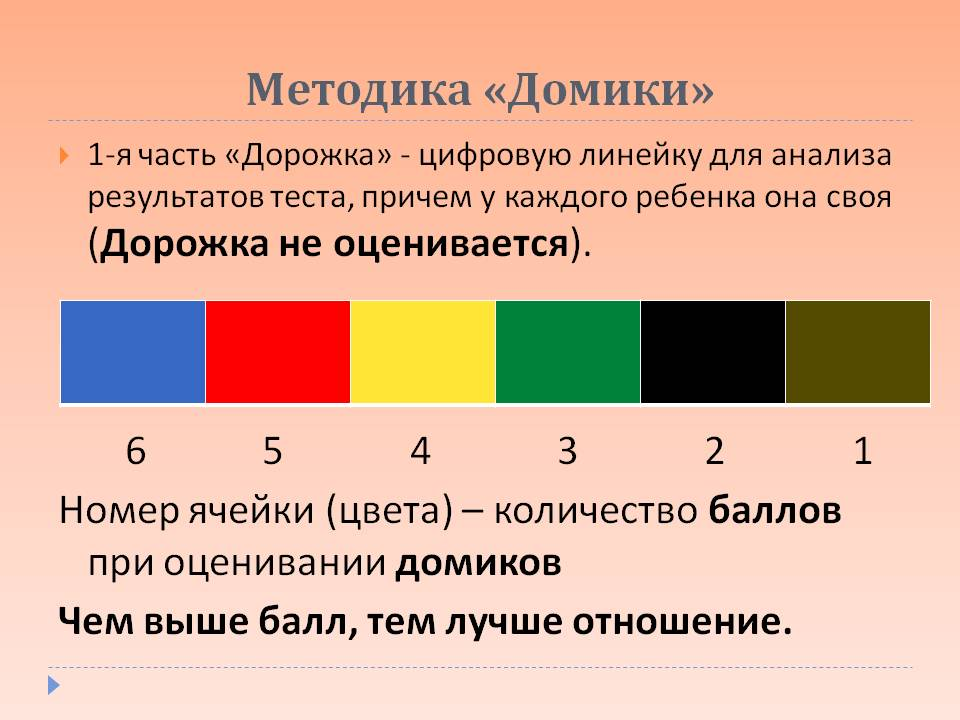 Методика «Домики»
1-я часть «Дорожка» - цифровую линейку для анализа
результатов теста, причем у каждого ребенка она своя
(Дорожка не оценивается).
6 5 4 3 2 1
Номер ячейки (цвета) – количество баллов
при оценивании домиков
Чем выше балл, тем лучше отношение.